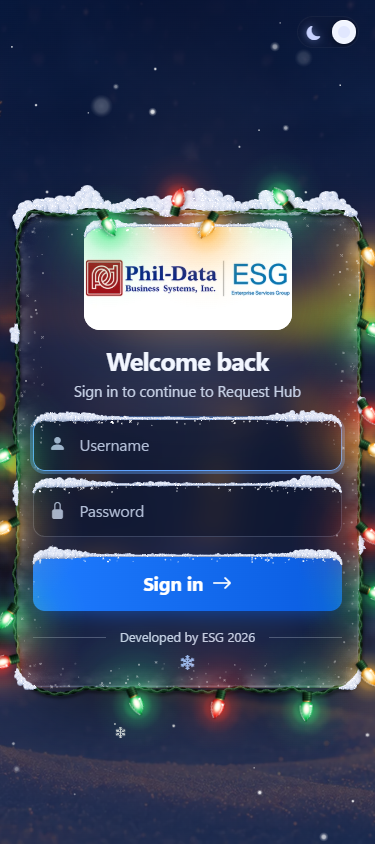 Phil-Data
Business Systems, Inc.
ESG
Enterprise Services Group
Welcome back
Sign in to continue to Request Hub
Username
Password
Sign in
Developed by ESG 2026